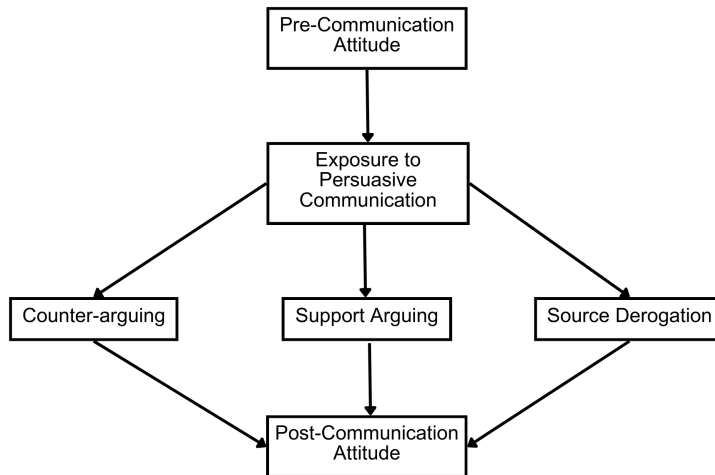 Pre-Communication
Attitude
Exposure to
Persuasive
Communication
Counter-arguing
Support Arguing
Source Derogation
Post-Communication
Attitude